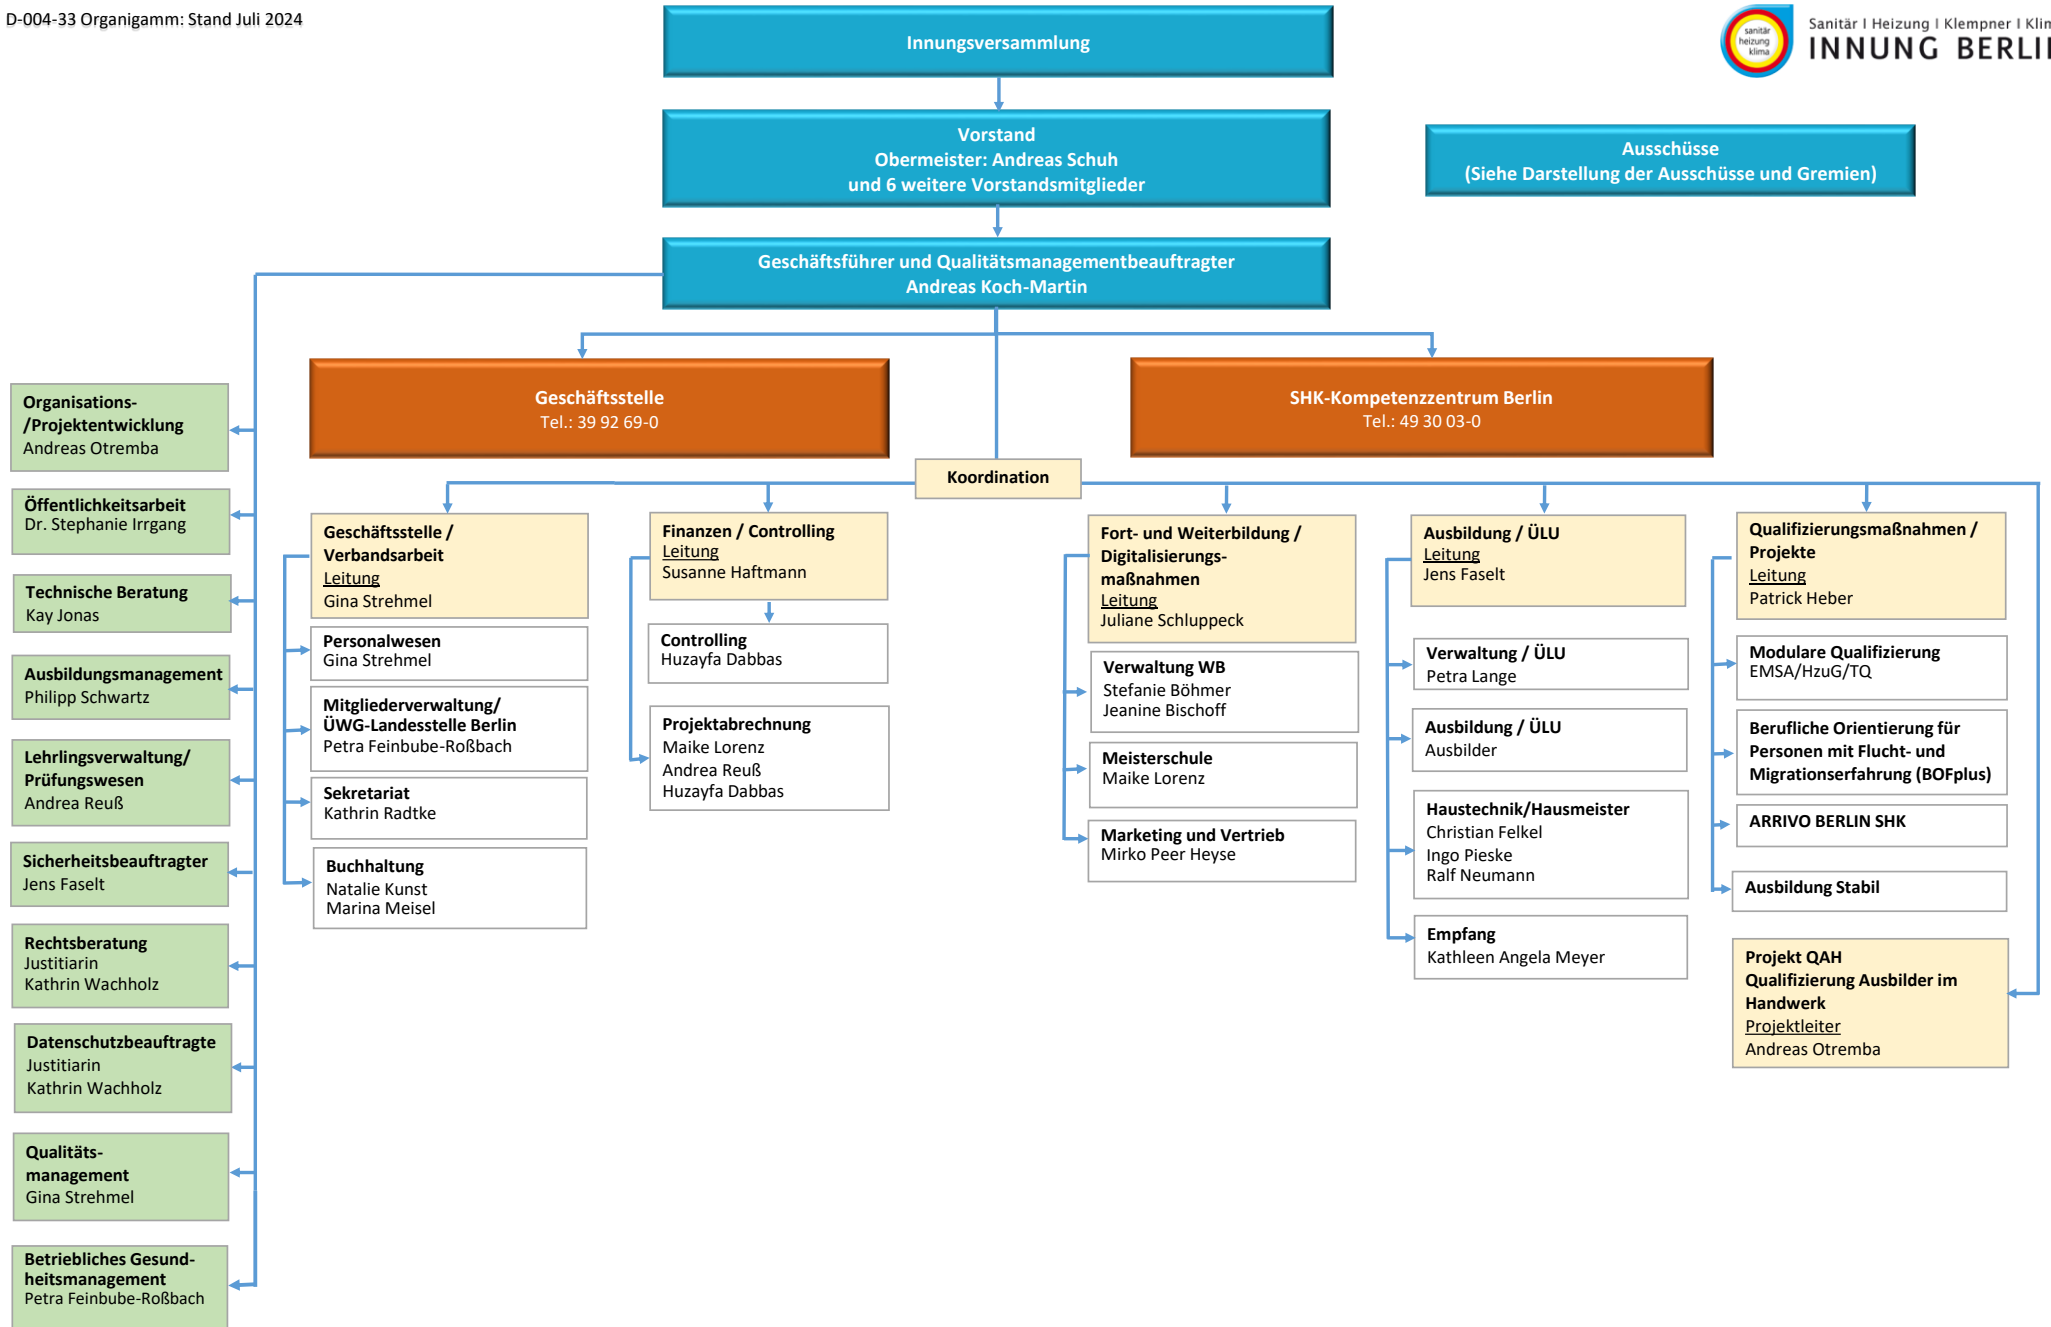 D-004-33 Organigamm: Stand Juli 2024
sanitär
heizung
klima
Sanitär | Heizung | Klempner | Klim
INNUNG BERLIN
Innungsversammlung
Vorstand
Obermeister: Andreas Schuh
und 6 weitere Vorstandsmitglieder
Ausschüsse
(Siehe Darstellung der Ausschüsse und Gremien)
Geschäftsführer und Qualitätsmanagementbeauftragter
Andreas Koch-Martin
Geschäftsstelle
Tel.: 39 92 69-0
SHK-Kompetenzzentrum Berlin
Tel.: 49 30 03-0
Koordination
Organisations-
/Projektentwicklung
Andreas Otremba
Öffentlichkeitsarbeit
Dr. Stephanie Irrgang
Technische Beratung
Kay Jonas
Ausbildungsmanagement
Philipp Schwartz
Lehrlingsverwaltung/
Prüfungswesen
Andrea Reuß
Sicherheitsbeauftragter
Jens Faselt
Rechtsberatung
Justitiarin
Kathrin Wachholz
Datenschutzbeauftragte
Justitiarin
Kathrin Wachholz
Qualitäts-
management
Gina Strehmel
Betriebliches Gesund-
heitsmanagement
Petra Feinbube-Roßbach
Geschäftsstelle /
Verbandsarbeit
Leitung
Gina Strehmel
Personalwesen
Gina Strehmel
Mitgliederverwaltung/
ÜWG-Landesstelle Berlin
Petra Feinbube-Roßbach
Sekretariat
Kathrin Radtke
Buchhaltung
Natalie Kunst
Marina Meisel
Finanzen / Controlling
Leitung
Susanne Haftmann
Controlling
Huzayfa Dabbas
Projektabrechnung
Maike Lorenz
Andrea Reuß
Huzayfa Dabbas
Fort- und Weiterbildung /
Digitalisierungs-
maßnahmen
Leitung
Juliane Schluppeck
Verwaltung WB
Stefanie Böhmer
Jeanine Bischoff
Meisterschule
Maike Lorenz
Marketing und Vertrieb
Mirko Peer Heyse
Ausbildung / ÜLU
Leitung
Jens Faselt
Verwaltung / ÜLU
Petra Lange
Ausbildung / ÜLU
Ausbilder
Haustechnik/Hausmeister
Christian Felkel
Ingo Pieske
Ralf Neumann
Empfang
Kathleen Angela Meyer
Qualifizierungsmaßnahmen /
Projekte
Leitung
Patrick Heber
Modulare Qualifizierung
EMSA/HzuG/TQ
Berufliche Orientierung für
Personen mit Flucht- und
Migrationserfahrung (BOFplus)
ARRIVO BERLIN SHK
Ausbildung Stabil
Projekt QAH
Qualifizierung Ausbilder im
Handwerk
Projektleiter
Andreas Otremba